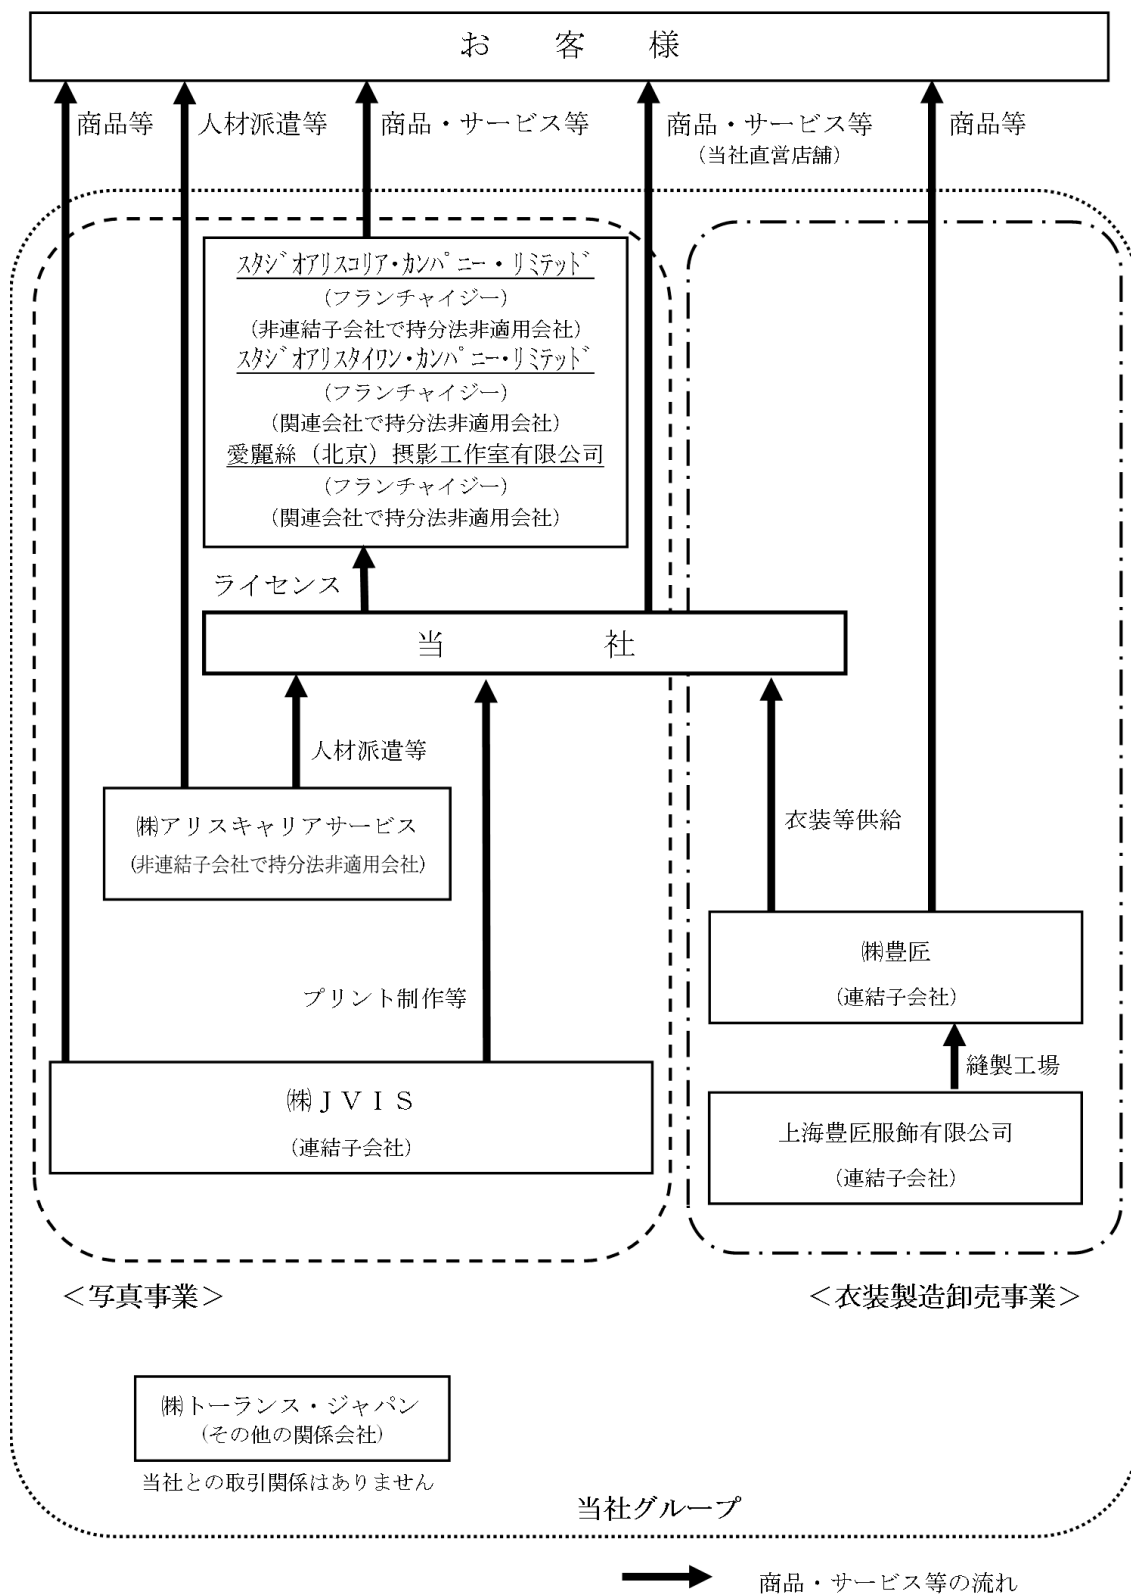 お客様
商品等
人材派遣等
商品・サービス等
商品・サービス等
（当社直営店舗）
商品等
スタジオアリスコリア・カンパニー・リミテッド
（フランチャイジー）
（非連結子会社で持分法非適用会社）
スタジオアリスタイワン・カンパニー・リミテッド
（フランチャイジー）
（関連会社で持分法非適用会社）
愛麗絲（北京）摄影工作室有限公司
（フランチャイジー）
（関連会社で持分法非適用会社）
ライセンス
当社
人材派遣等
㈱アリスキャリアサービス
（非連結子会社で持分法非適用会社）
衣装等供給
㈱豊匠
（連結子会社）
プリント制作等
縫製工場
㈱ＪＶＩＳ
（連結子会社）
上海豊匠服飾有限公司
（連結子会社）
＜写真事業＞
＜衣装製造卸売事業＞
㈱トーランス・ジャパン
（その他の関係会社）
当社との取引関係はありません
当社グループ
商品・サービス等の流れ